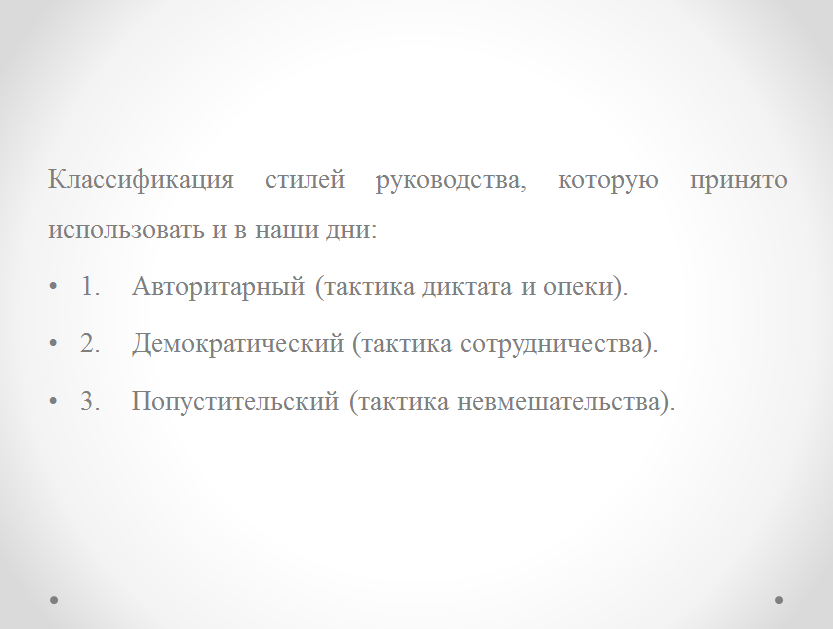 Классификация стилей руководства, которую принято
использовать и в наши дни:
• 1. Авторитарный (тактика диктата и опеки).
• 2. Демократический (тактика сотрудничества).
• 3. Попустительский (тактика невмешательства).